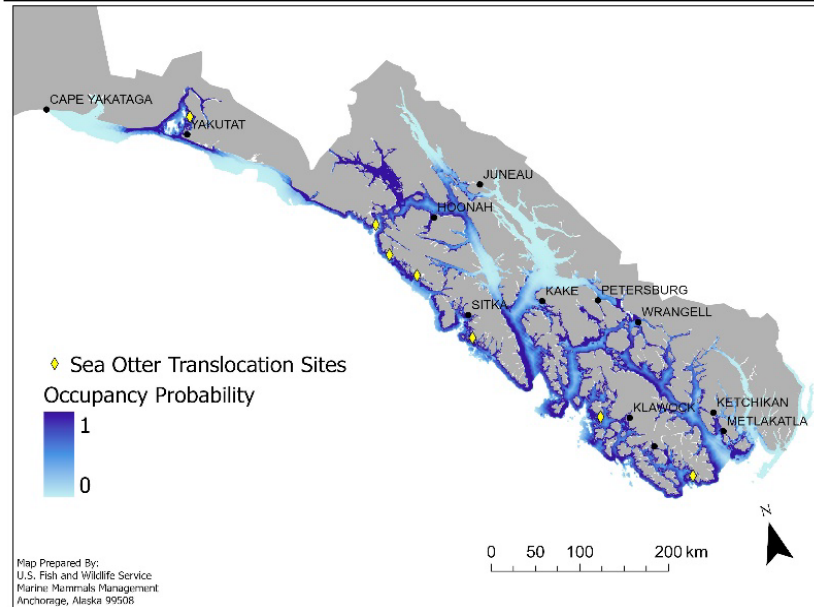 CAPE YAKATAGA
YAKUTAT
JUNEAU
HOONAH
SITKA
KAKE
PETERSBURG
WRANGELL
KLAWOCK
KETCHIKAN
METLAKATLA
Sea Otter Translocation Sites
Occupancy Probability
1
0
N
0 50 100 200 km
Map Prepared By:
U.S. Fish and Wildlife Service
Marine Mammals Management
Anchorage, Alaska 99508